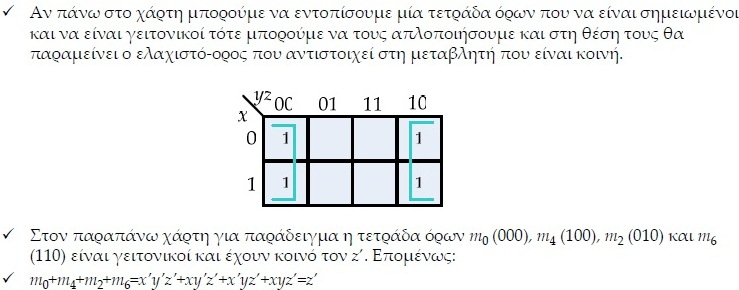 ✓ Αν πάνω στο χάρτη μπορούμε να εντοπίσουμε μία τετράδα όρων που να είναι σημειωμένοι
και να είναι γειτονικοί τότε μπορούμε να τους απλοποιήσουμε και στη θέση τους θα
παραμείνει ο ελαχιστό-ορος που αντιστοιχεί στη μεταβλητή που είναι κοινή.
yz 00 01 11 10
x
0 1 1
1 1 1
✓ Στον παραπάνω χάρτη για παράδειγμα η τετράδα όρων m₀ (000), m₄ (100), m₂ (010) και m₆
(110) είναι γειτονικοί και έχουν κοινό τον z′. Επομένως:
✓ m₀+m₄+m₂+m₆=x′y′z′+xy′z′+x′yz′+xyz′=z′